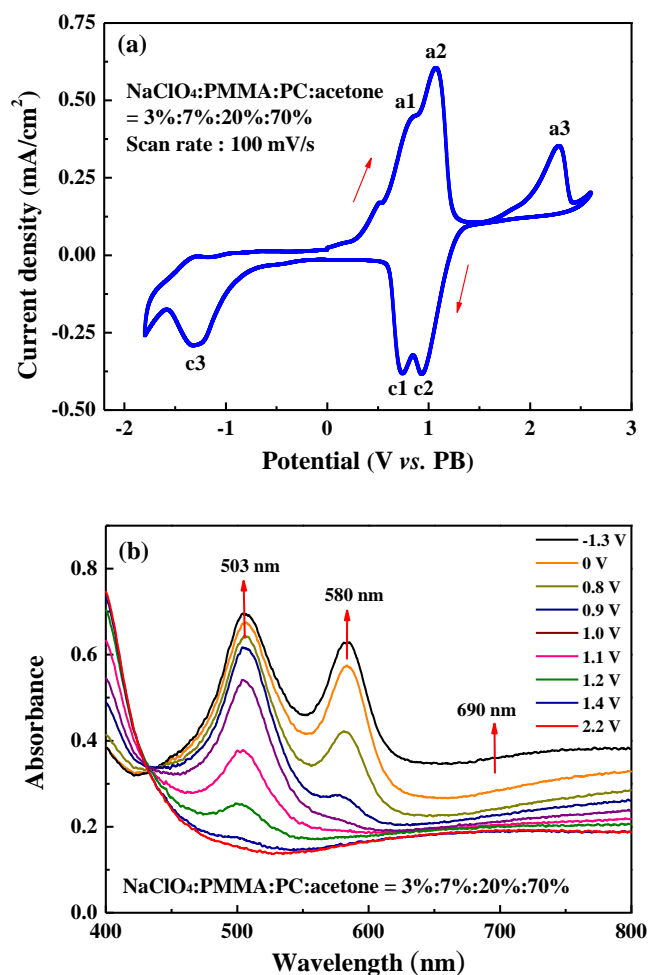 (a)
NaClO₄:PMMA:PC:acetone
= 3%:7%:20%:70%
Scan rate : 100 mV/s
a1
a2
a3
c3
c1
c2
0.75
0.50
0.25
0.00
-0.25
-0.50
Current density (mA/cm²)
-2
-1
0
1
2
3
Potential (V vs. PB)
(b)
503 nm
580 nm
690 nm
-1.3 V
0 V
0.8 V
0.9 V
1.0 V
1.1 V
1.2 V
1.4 V
2.2 V
0.8
0.6
0.4
0.2
0.0
Absorbance
NaClO₄:PMMA:PC:acetone = 3%:7%:20%:70%
400
500
600
700
800
Wavelength (nm)